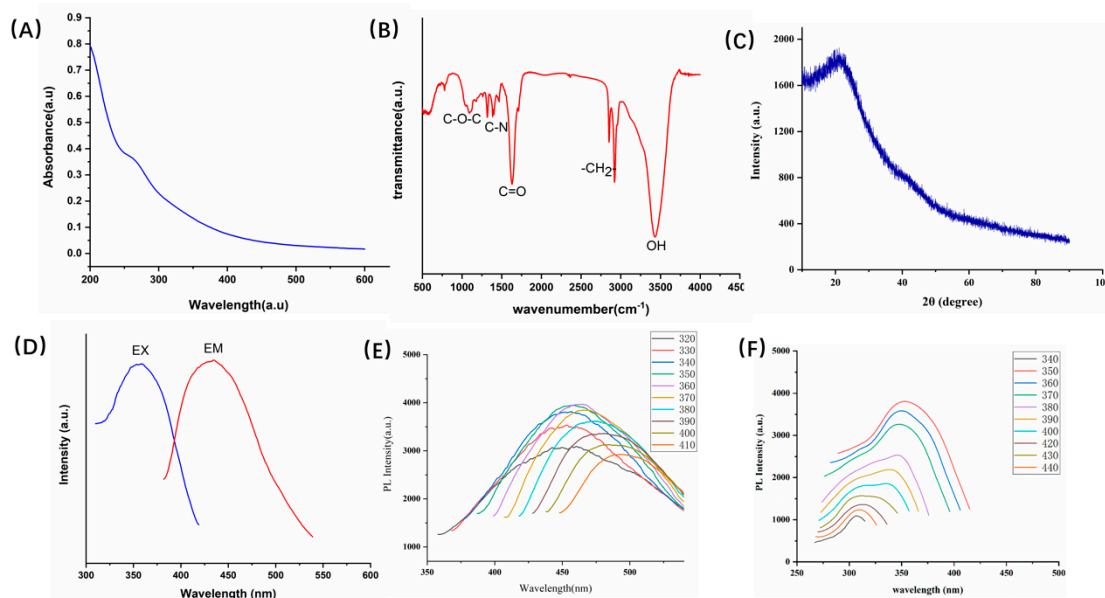 (A)
0.9
0.8
0.7
0.6
0.5
0.4
0.3
0.2
0.1
0.0
Absorbance(a.u)
200 300 400 500 600
Wavelength(a.u)
(B)
transmittance(a.u.)
C-O-C
C-N
C=O
-CH2
OH
500 1000 1500 2000 2500 3000 3500 4000 450
wavenumember(cm-1)
(C)
2000
1600
1200
800
400
0
Intensity (a.u.)
20 40 60 80 100
2θ (degree)
(D)
EX
EM
Intensity (a.u.)
300 350 400 450 500 550 600
Wavelength (nm)
(E)
5000
4000
3000
2000
1000
PL Intensity(a.u.)
350 400 450 500
Wavelength(nm)
320
330
340
350
360
370
380
390
400
410
(F)
5000
4000
3000
2000
1000
0
PL Intensity (a.u.)
250 300 350 400 450 500
wavelength (nm)
340
350
360
370
380
390
400
420
430
440